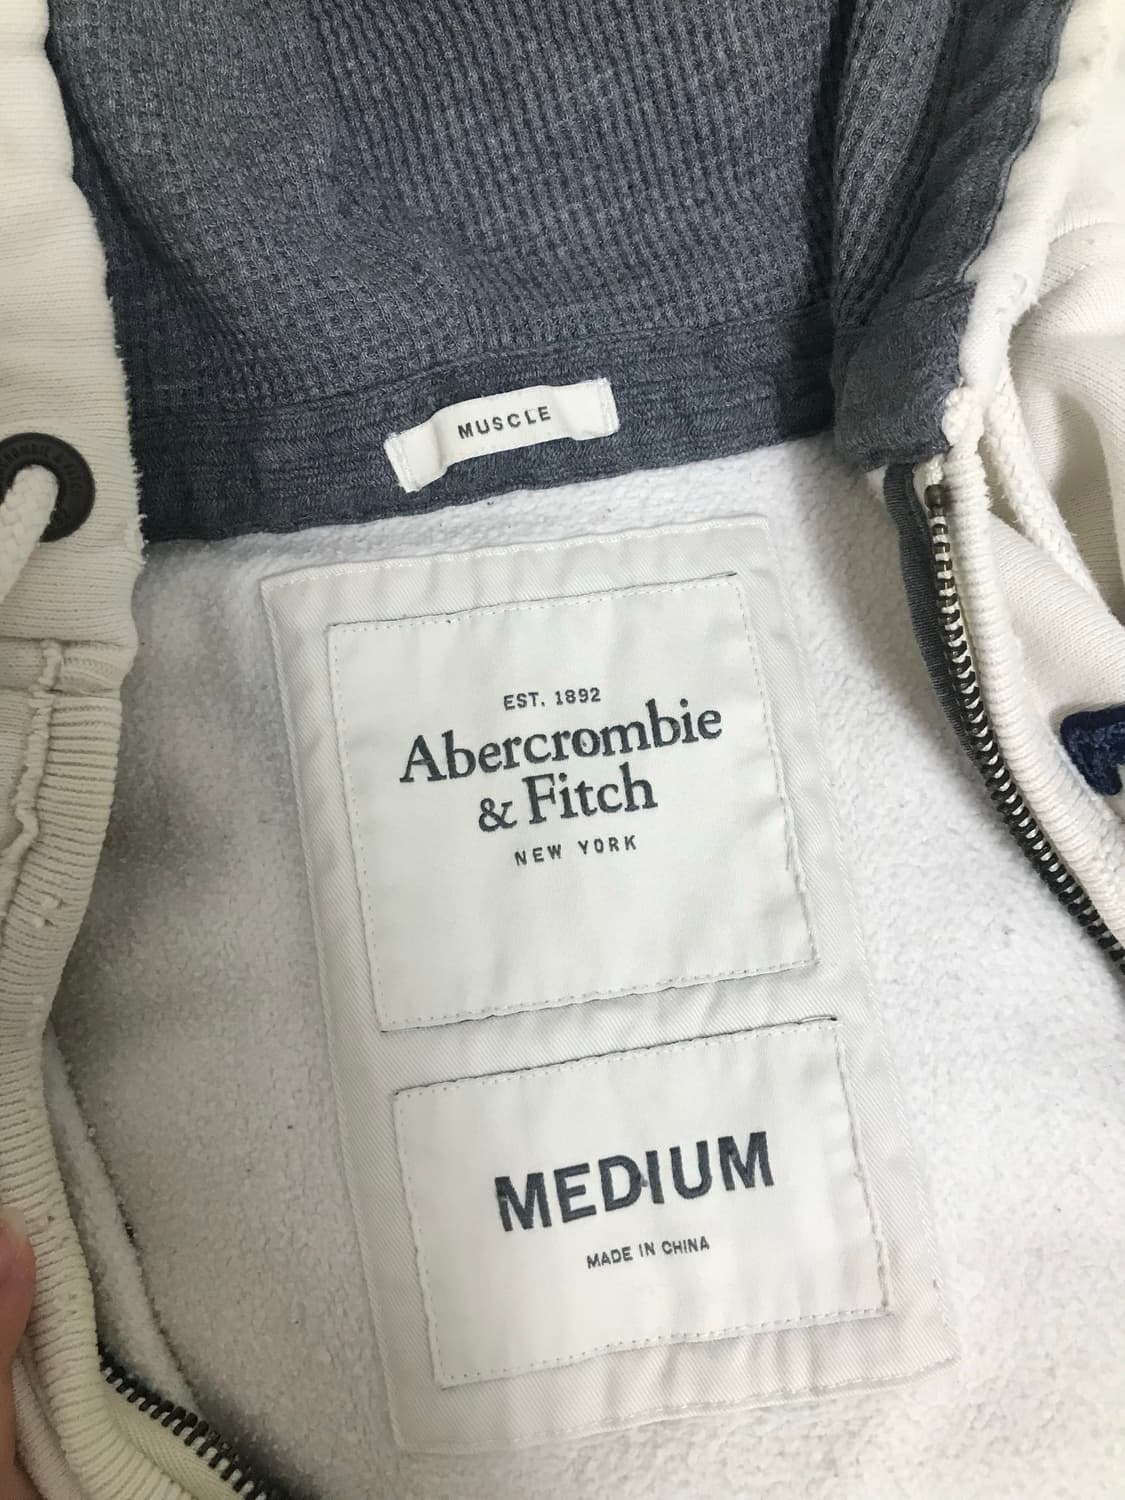 MUSCLE
EST. 1892
Abercrombie
& Fitch
NEW YORK
MEDIUM
MADE IN CHINA